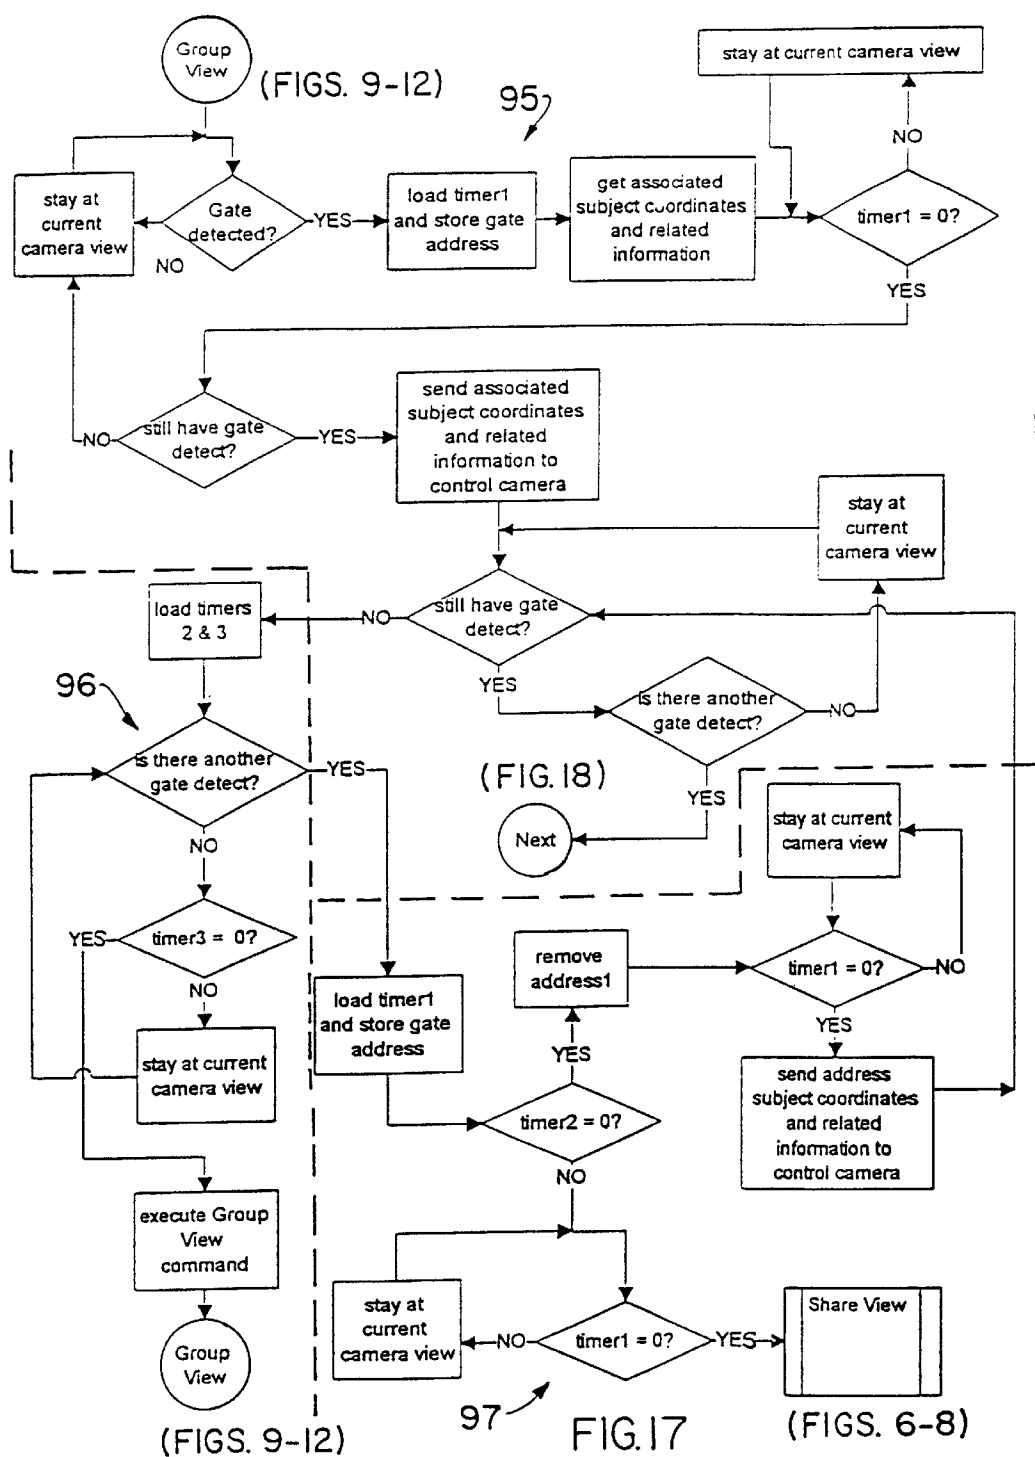 Group
View
(FIGS. 9-12)
95
stay at current camera view
NO
stay at
current
camera view
Gate
detected?
NO
YES
load timer1
and store gate
address
get associated
subject coordinates
and related
information
timer1 = 0?
YES
still have gate
detect?
NO
YES
send associated
subject coordinates
and related
information to
control camera
stay at
current
camera view
load timers
2 & 3
NO
still have gate
detect?
YES
is there another
gate detect?
NO
YES
(FIG.18)
Next
96
is there another
gate detect?
YES
NO
stay at current
camera view
YES
timer3 = 0?
NO
remove
address1
timer1 = 0?
NO
YES
load timer1
and store gate
address
YES
stay at current
camera view
timer2 = 0?
NO
send address
subject coordinates
and related
information to
control camera
execute Group
View
command
stay at
current
camera view
NO
timer1 = 0?
YES
Share View
Group
View
97
(FIGS. 9-12)
FIG.17
(FIGS. 6-8)